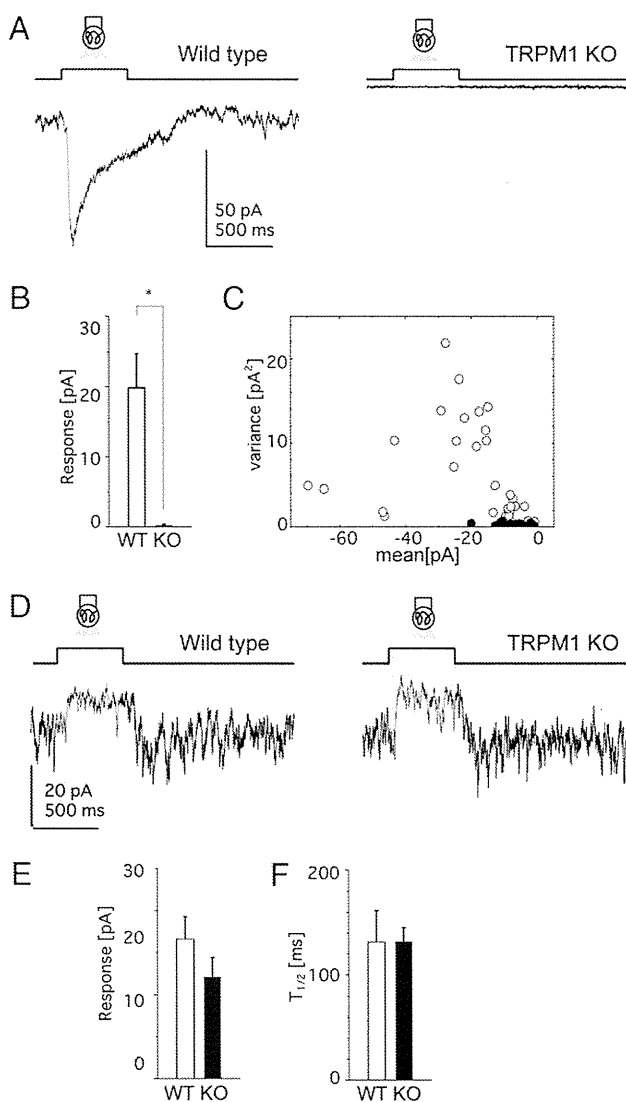 A
Wild type
TRPM1 KO
50 pA
500 ms
B
*
30
20
10
0
Response [pA]
WT KO
C
20
10
0
variance [pA²]
-60 -40 -20 0
mean[pA]
D
Wild type
TRPM1 KO
20 pA
500 ms
E
30
20
10
0
Response [pA]
WT KO
F
200
100
0
T1/2 [ms]
WT KO